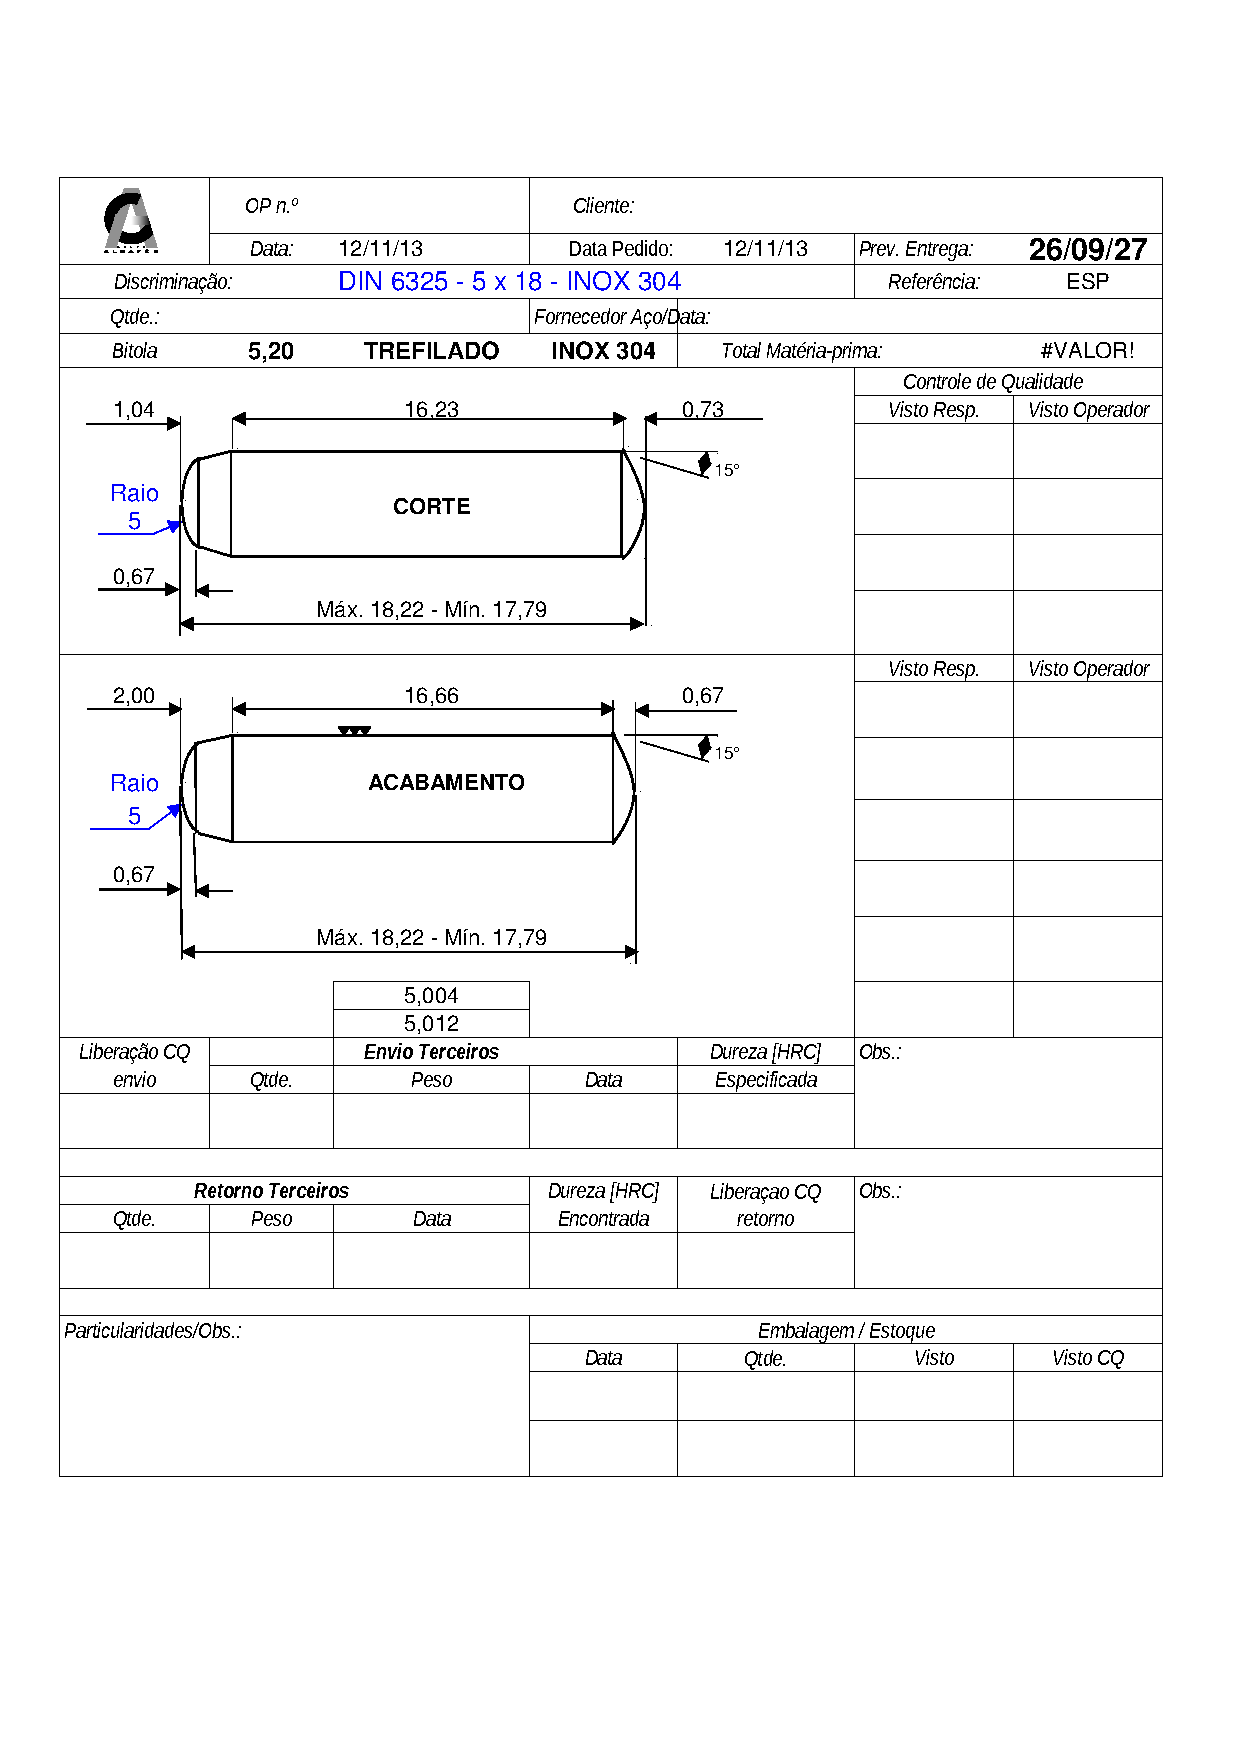 OP n.º Cliente:
Data: 12/11/13 Data Pedido: 12/11/13 Prev. Entrega: 26/09/27
Discriminação: DIN 6325 - 5 x 18 - INOX 304 Referência: ESP
Qtde.: Fornecedor Aço/Data:
Bitola 5,20 TREFILADO INOX 304 Total Matéria-prima: #VALOR!
Controle de Qualidade
1,04 16,23 0,73 Visto Resp. Visto Operador
15°
Raio
CORTE
5
0,67
Máx. 18,22 - Mín. 17,79
Visto Resp. Visto Operador
2,00 16,66 0,67
15°
Raio ACABAMENTO
5
0,67
Máx. 18,22 - Mín. 17,79
5,004
5,012
Liberação CQ Envio Terceiros Dureza [HRC] Obs.:
envio Qtde. Peso Data Especificada
Retorno Terceiros Dureza [HRC] Liberaçao CQ Obs.:
Qtde. Peso Data Encontrada retorno
Particularidades/Obs.: Embalagem / Estoque
Data Qtde. Visto Visto CQ